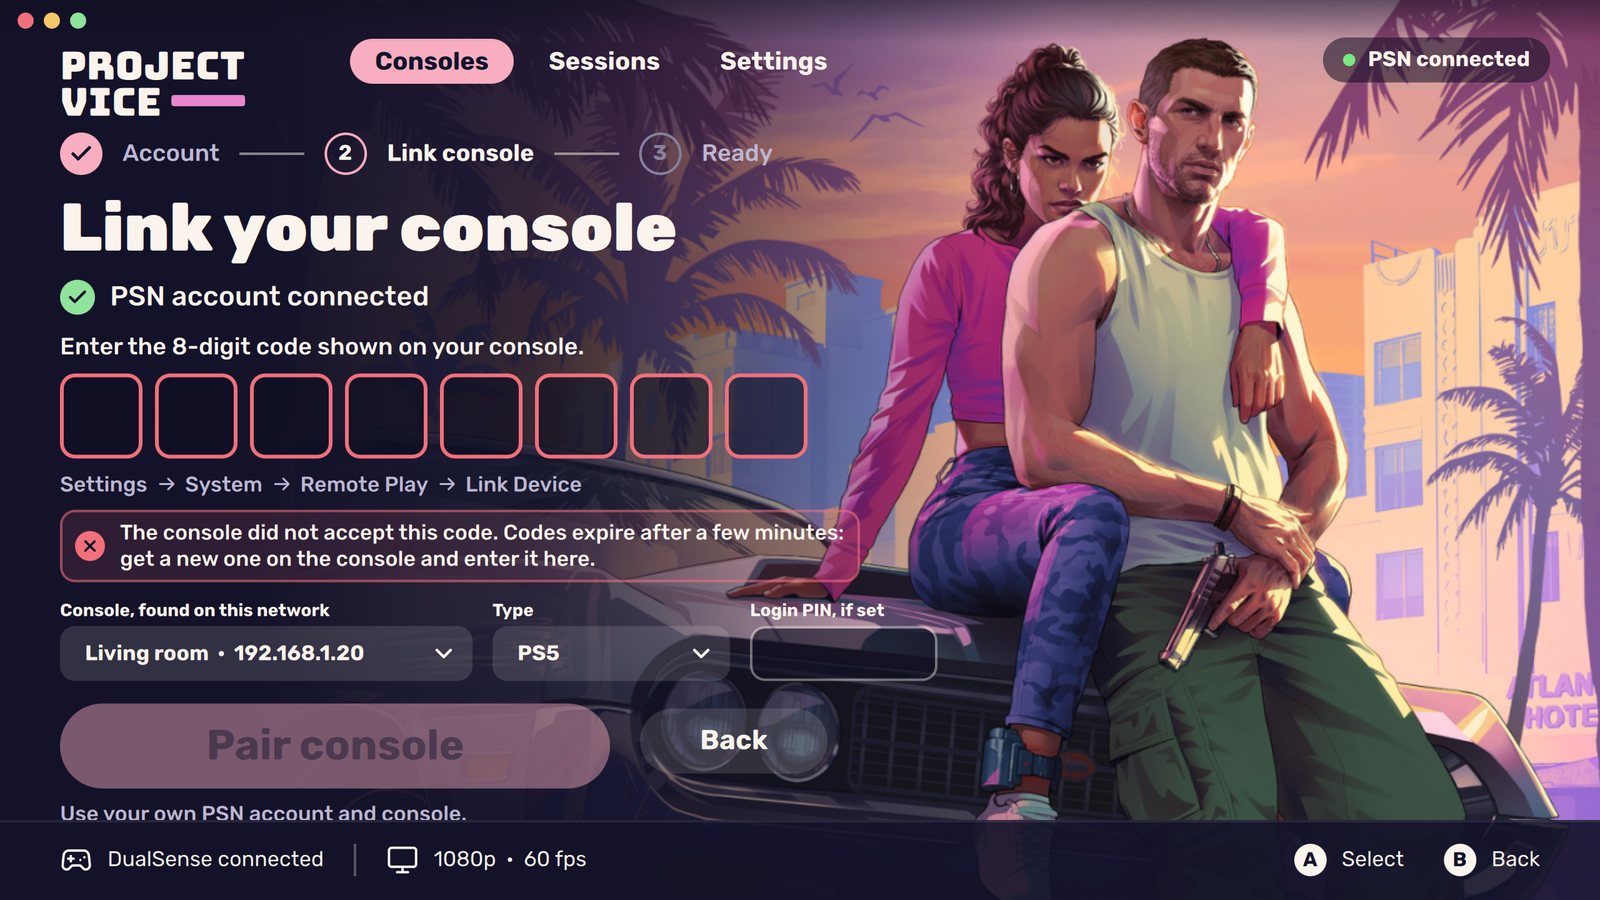 PROJECT
VICE
Consoles
Sessions
Settings
PSN connected
Account
2
Link console
3
Ready
Link your console
PSN account connected
Enter the 8-digit code shown on your console.
Settings → System → Remote Play → Link Device
The console did not accept this code. Codes expire after a few minutes:
get a new one on the console and enter it here.
Console, found on this network
Type
Login PIN, if set
Living room • 192.168.1.20
PS5
Pair console
Back
Use your own PSN account and console.
DualSense connected
1080p • 60 fps
A Select
B Back
HOTE